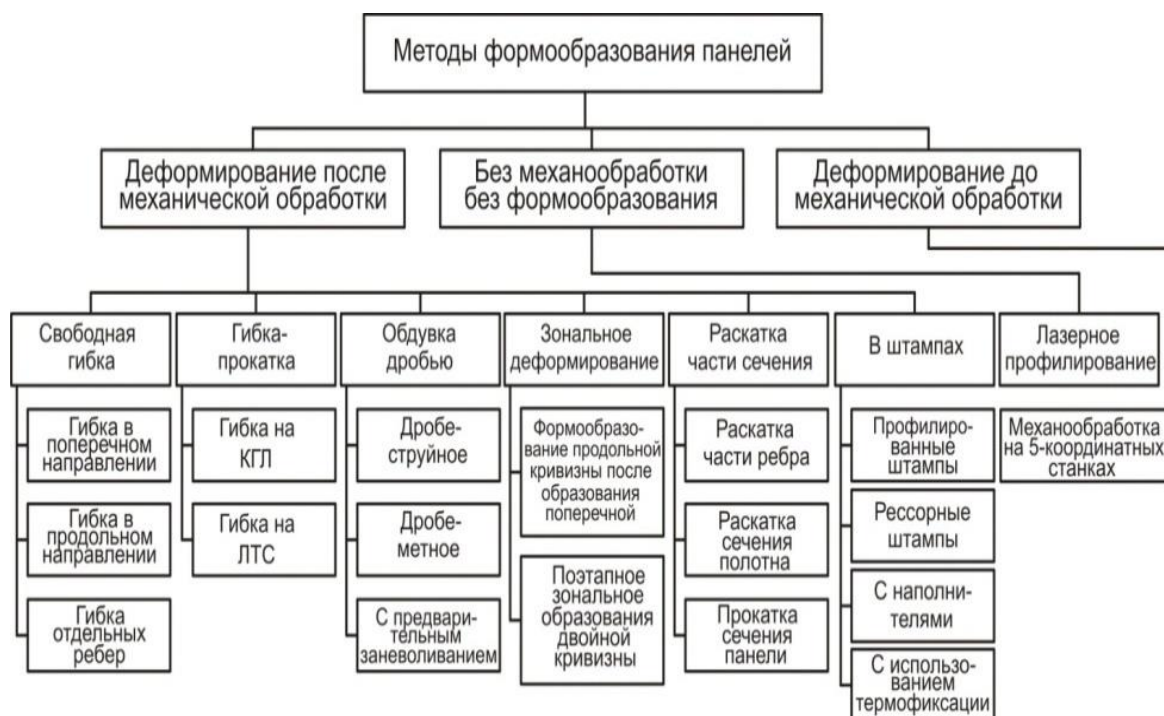 Методы формообразования панелей
Деформирование после
механической обработки
Без механообработки
без формообразования
Деформирование до
механической обработки
Свободная
гибка
Гибка-
прокатка
Обдувка
дробью
Зональное
деформирование
Раскатка
части сечения
В штампах
Лазерное
профилирование
Гибка в
поперечном
направлении
Гибка в
продольном
направлении
Гибка
отдельных
ребер
Гибка на
КГЛ
Гибка на
ЛТС
Дробе-
струйное
Дробе-
метное
С предвари-
тельным
заневоливанием
Формообразо-
вание продольной
кривизны после
образования
поперечной
Поэтапное
зональное
образования
двойной
кривизны
Раскатка
части ребра
Раскатка
сечения
полотна
Прокатка
сечения
панели
Профилиро-
ванные
штампы
Рессорные
штампы
С наполни-
телями
С использо-
ванием
термофиксации
Механообработка
на 5-координатных
станках